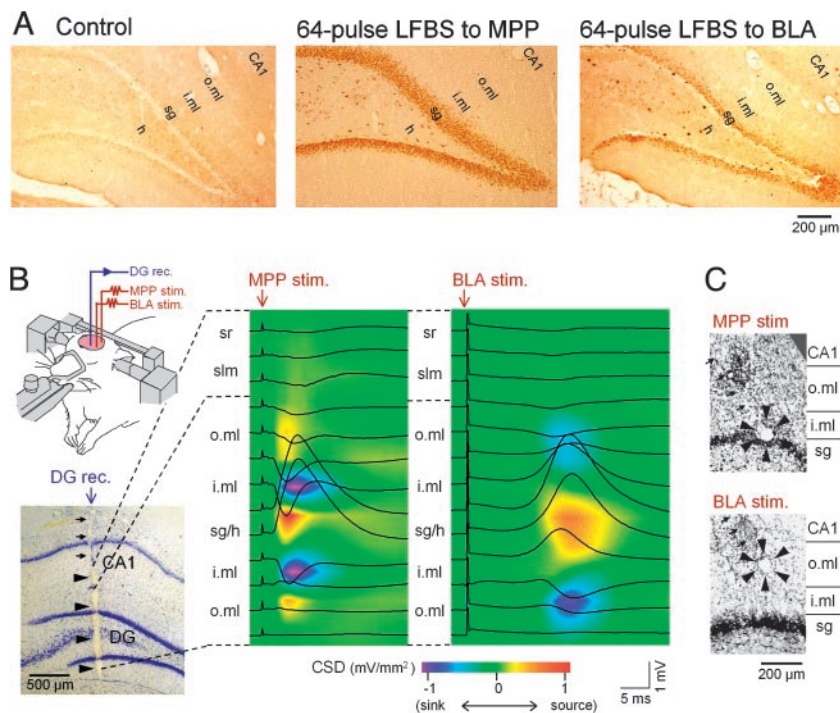 A
Control
64-pulse LFBS to MPP
64-pulse LFBS to BLA
CA1
o.ml
i.ml
sg
h
CA1
o.ml
i.ml
sg
h
CA1
o.ml
i.ml
sg
h
200 µm
B
DG rec.
MPP stim.
BLA stim.
DG rec.
CA1
DG
500 µm
MPP stim.
BLA stim.
sr
slm
o.ml
i.ml
sg/h
i.ml
o.ml
sr
slm
o.ml
i.ml
sg/h
i.ml
o.ml
CSD (mV/mm²)
-1 0 1
(sink source)
5 ms
1 mV
C
MPP stim
CA1
o.ml
i.ml
sg
BLA stim.
CA1
o.ml
i.ml
sg
200 µm